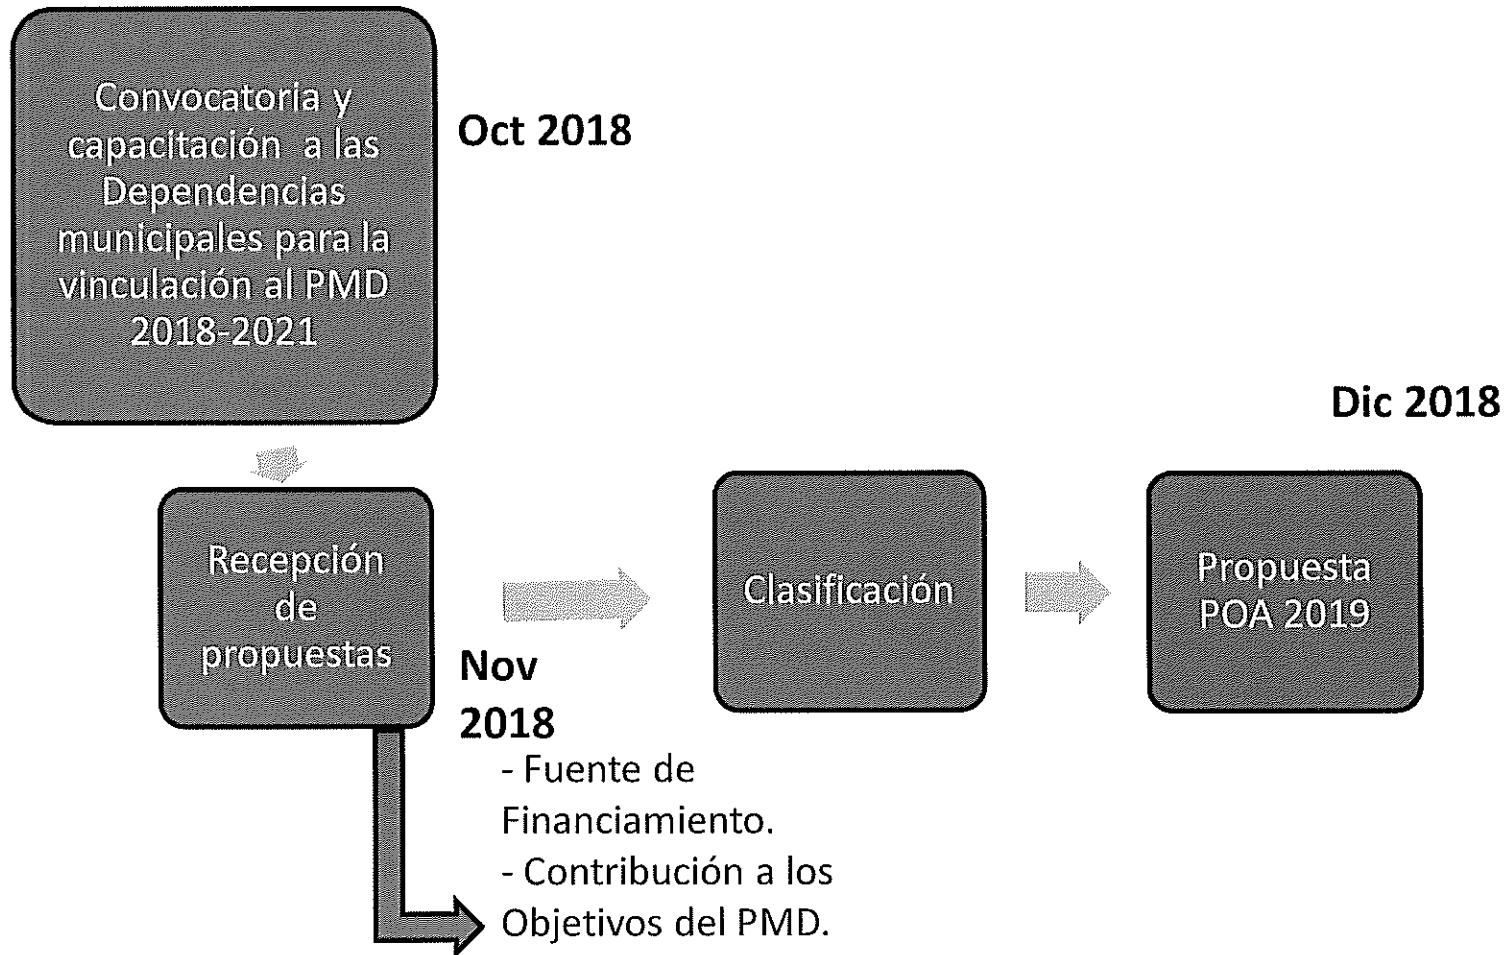 Convocatoria y
capacitación a las
Dependencias
municipales para la
vinculación al PMD
2018-2021
Oct 2018
Dic 2018
Recepción
de
propuestas
Nov
2018
- Fuente de
Financiamiento.
- Contribución a los
Objetivos del PMD.
Clasificación
Propuesta
POA 2019